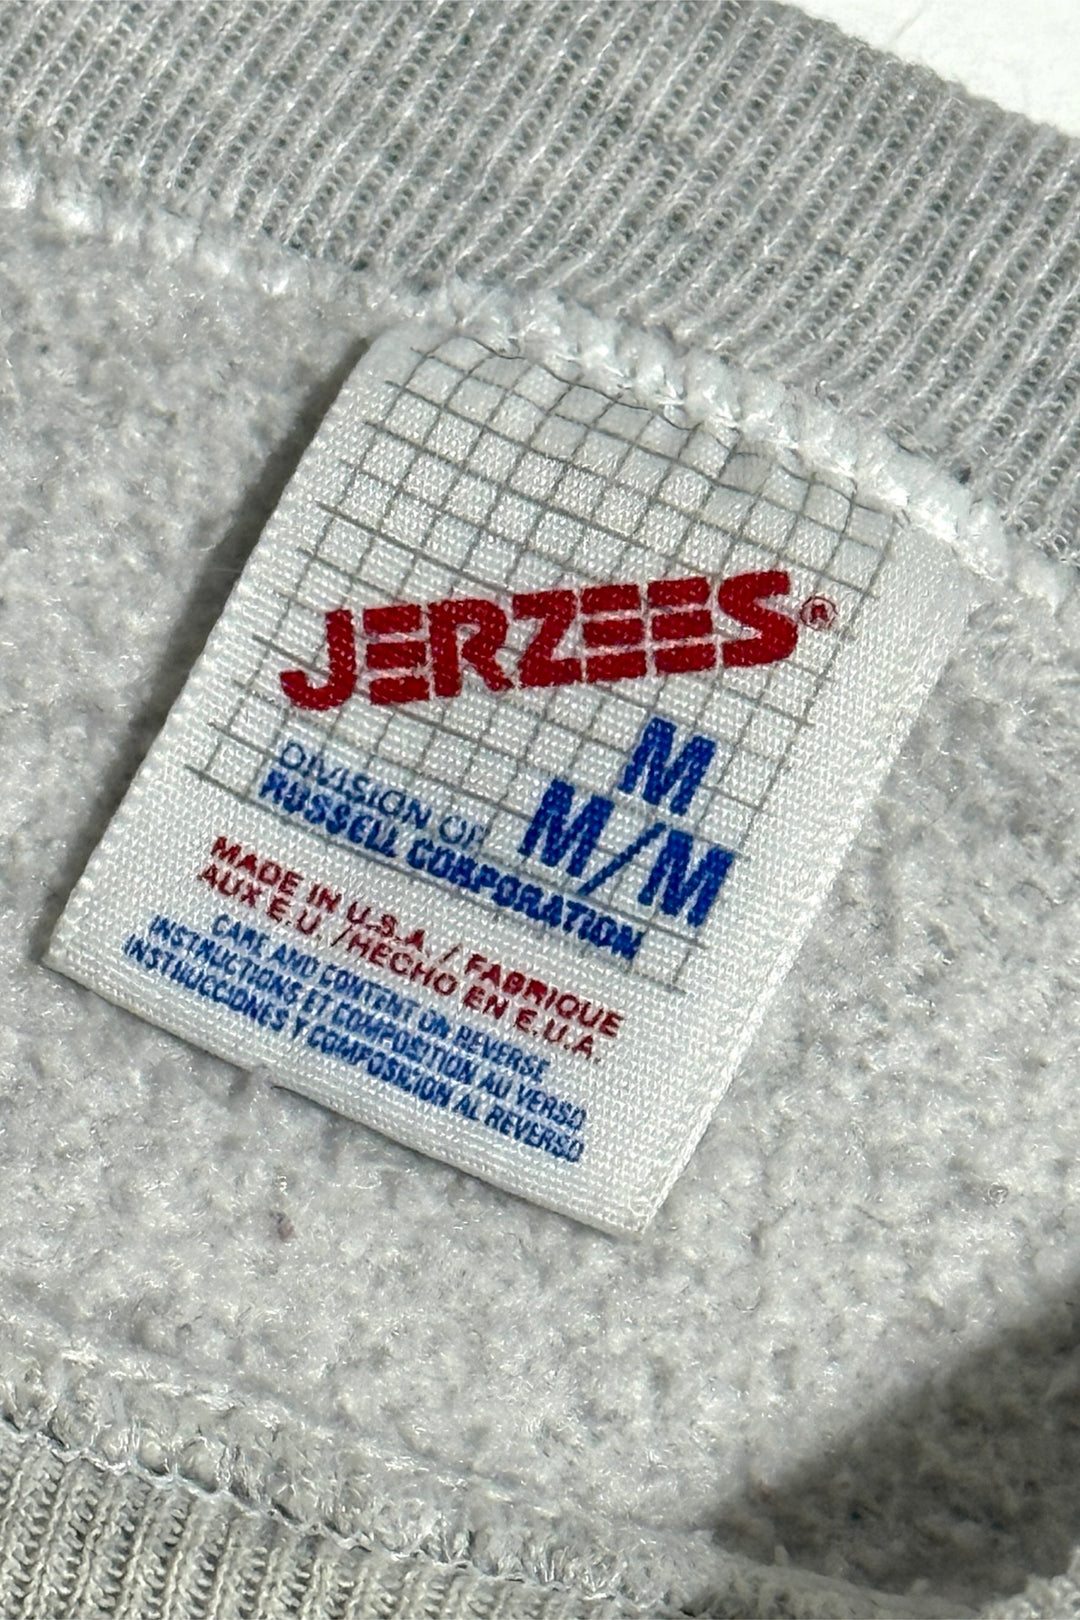 JERZEES®
M
M/M
DIVISION OF
RUSSELL CORPORATION
MADE IN U.S.A. / FABRIQUE
AUX E.U. /HECHO EN E.U.A.
CARE AND CONTENT ON REVERSE
INSTRUCTIONS ET COMPOSITION AU VERSO
INSTRUCCIONES Y COMPOSICION AL REVERSO